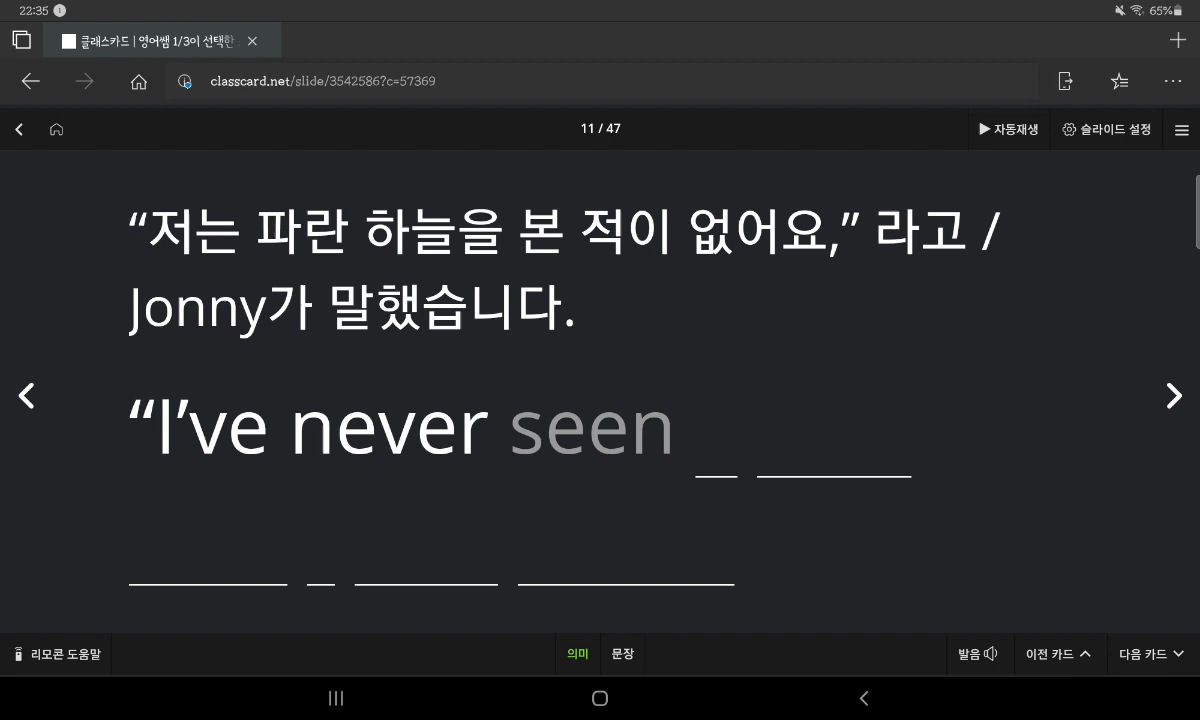 22:35 1 65%
클래스카드 | 영어쌤 1/3이 선택한
classcard.net/slide/3542586?c=57369
11 / 47 자동재생 슬라이드 설정
“저는 파란 하늘을 본 적이 없어요,” 라고 /
Jonny가 말했습니다.
“I’ve never seen
리모콘 도움말 의미 문장 발음 이전 카드 다음 카드